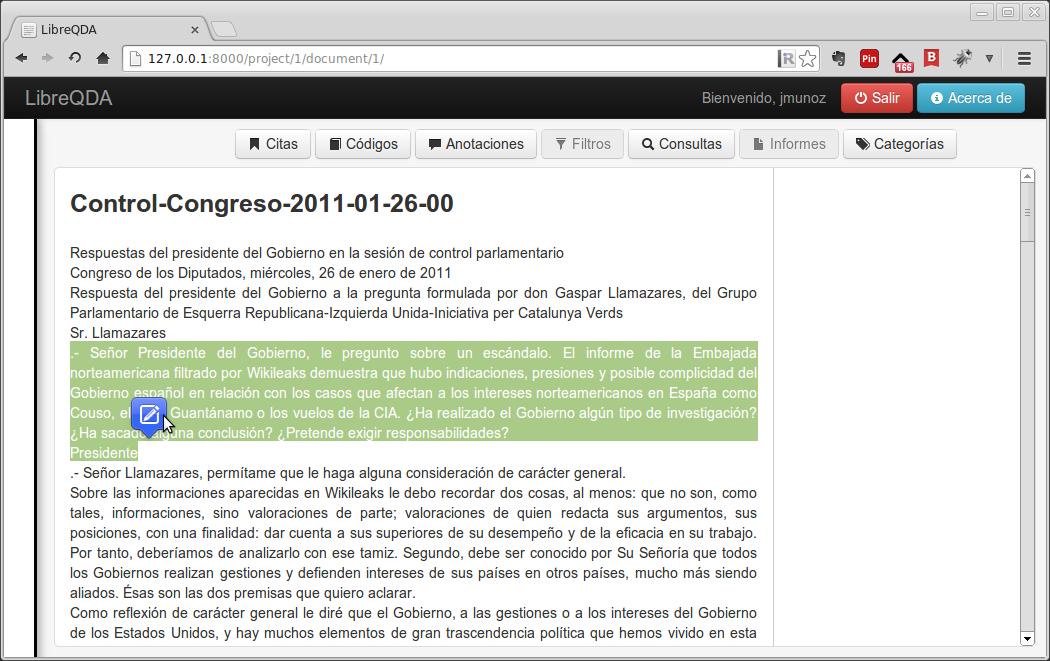 LibreQDA
127.0.0.1:8000/project/1/document/1/
R
Pin
166
B
LibreQDA
Bienvenido, jmunoz
Salir
Acerca de
Citas
Códigos
Anotaciones
Filtros
Consultas
Informes
Categorías
Control-Congreso-2011-01-26-00
Respuestas del presidente del Gobierno en la sesión de control parlamentario
Congreso de los Diputados, miércoles, 26 de enero de 2011
Respuesta del presidente del Gobierno a la pregunta formulada por don Gaspar Llamazares, del Grupo
Parlamentario de Esquerra Republicana-Izquierda Unida-Iniciativa per Catalunya Verds
Sr. Llamazares
.- Señor Presidente del Gobierno, le pregunto sobre un escándalo. El informe de la Embajada
norteamericana filtrado por Wikileaks demuestra que hubo indicaciones, presiones y posible complicidad del
Gobierno español en relación con los casos que afectan a los intereses norteamericanos en España como
Couso, Guantánamo o los vuelos de la CIA. ¿Ha realizado el Gobierno algún tipo de investigación?
¿Ha sacado alguna conclusión? ¿Pretende exigir responsabilidades?
Presidente
.- Señor Llamazares, permítame que le haga alguna consideración de carácter general.
Sobre las informaciones aparecidas en Wikileaks le debo recordar dos cosas, al menos: que no son, como
tales, informaciones, sino valoraciones de parte; valoraciones de quien redacta sus argumentos, sus
posiciones, con una finalidad: dar cuenta a sus superiores de su desempeño y de la eficacia en su trabajo.
Por tanto, deberíamos de analizarlo con ese tamiz. Segundo, debe ser conocido por Su Señoría que todos
los Gobiernos realizan gestiones y defienden intereses de sus países en otros países, mucho más siendo
aliados. Ésas son las dos premisas que quiero aclarar.
Como reflexión de carácter general le diré que el Gobierno, a las gestiones o a los intereses del Gobierno
de los Estados Unidos, y hay muchos elementos de gran trascendencia política que hemos vivido en esta